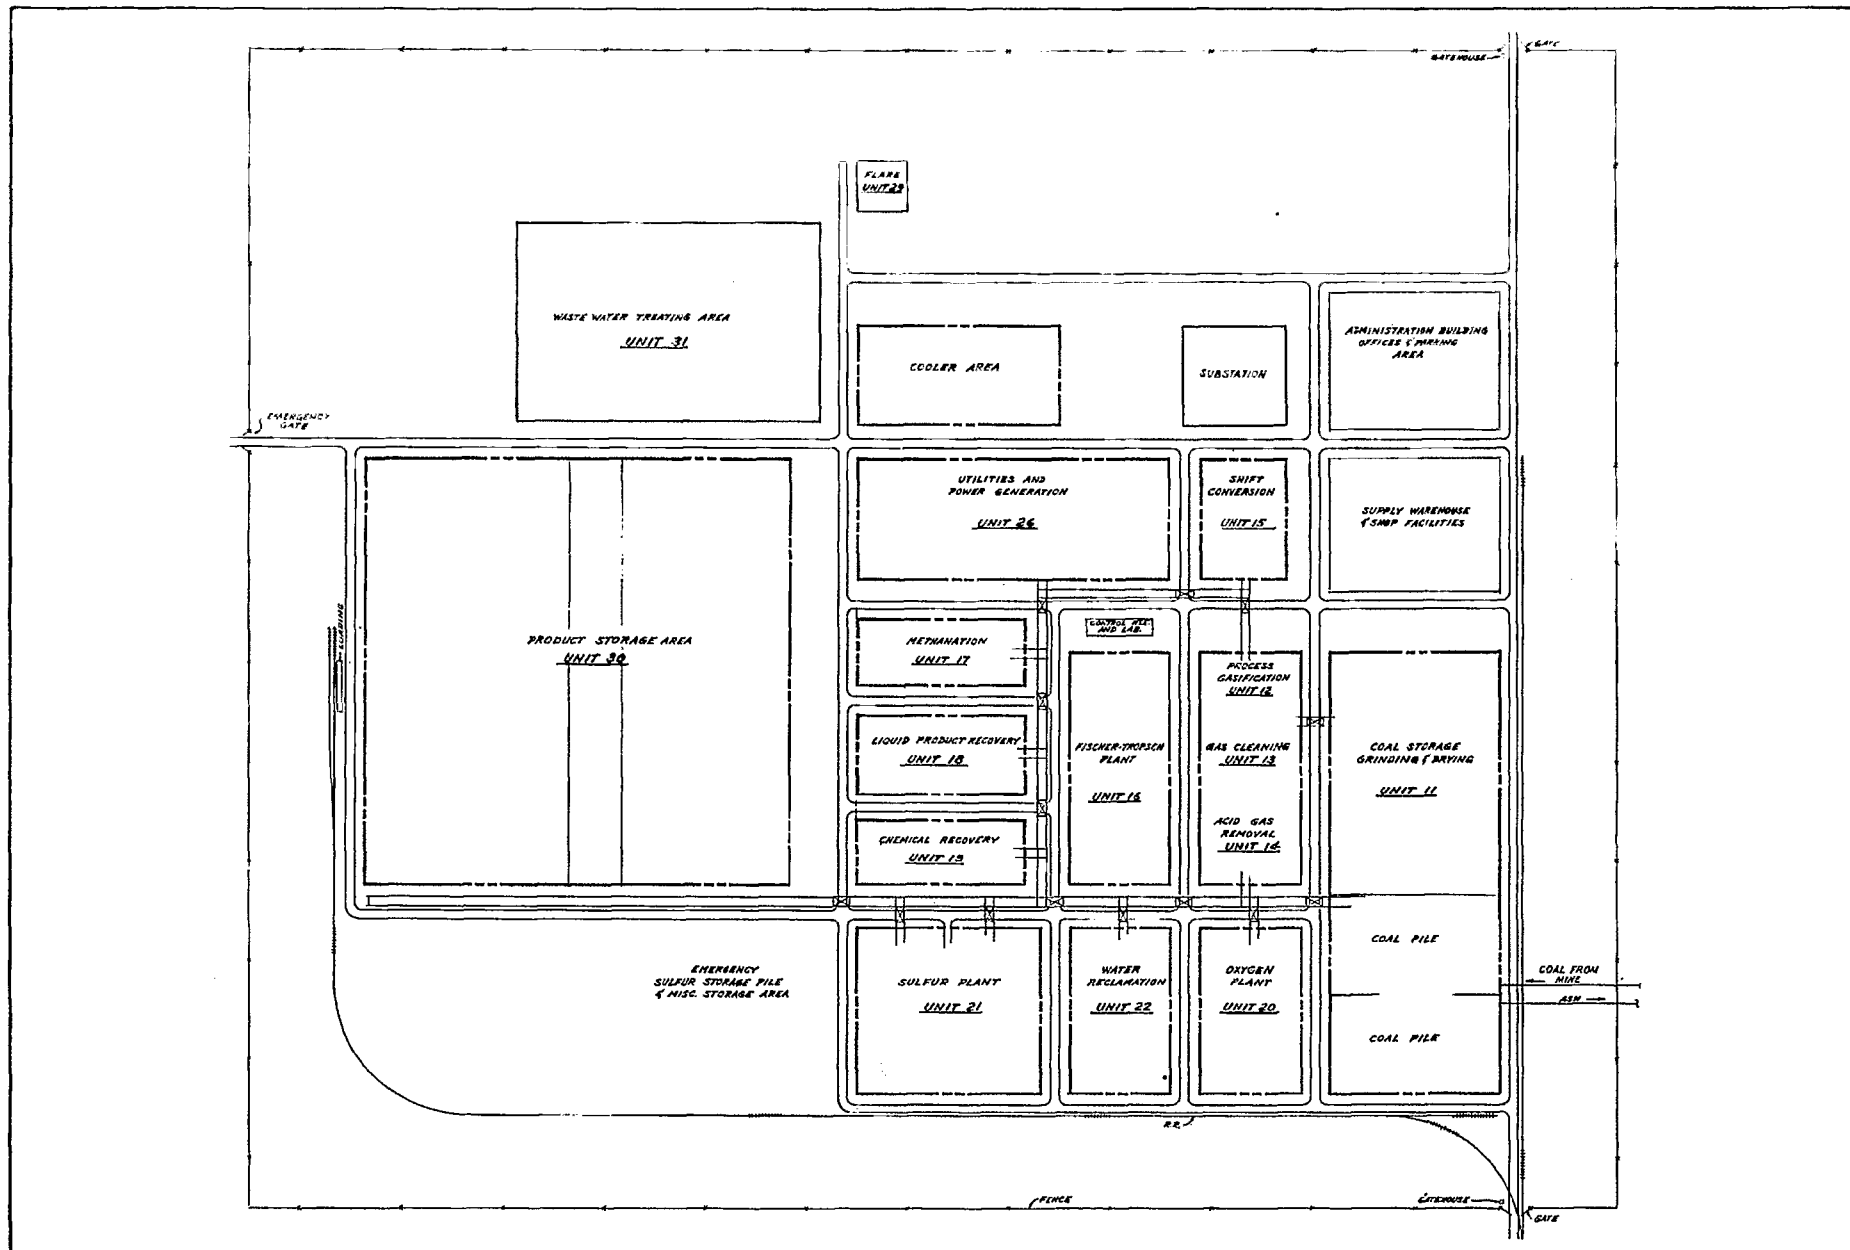 GATE
GATEHOUSE
FLARE
UNIT 29
WASTE WATER TREATING AREA
UNIT 31
COOLER AREA
SUBSTATION
ADMINISTRATION BUILDING
OFFICES & PARKING
AREA
EMERGENCY
GATE
UTILITIES AND
POWER GENERATION
UNIT 26
SHIFT
CONVERSION
UNIT 15
SUPPLY WAREHOUSE
& SHOP FACILITIES
LOADING
PRODUCT STORAGE AREA
UNIT 30
METHANATION
UNIT 17
CONTROL HSE.
AND LAB.
PROCESS
GASIFICATION
UNIT 12
LIQUID PRODUCT RECOVERY
UNIT 18
FISCHER-TROPSCH
PLANT
UNIT 16
GAS CLEANING
UNIT 13
COAL STORAGE
GRINDING & DRYING
UNIT 11
CHEMICAL RECOVERY
UNIT 19
ACID GAS
REMOVAL
UNIT 14
COAL PILE
EMERGENCY
SULFUR STORAGE PILE
& MISC. STORAGE AREA
SULFUR PLANT
UNIT 21
WATER
RECLAMATION
UNIT 22
OXYGEN
PLANT
UNIT 20
COAL FROM
MINE
ASH
COAL PILE
R.R.
FENCE
GATEHOUSE
GATE